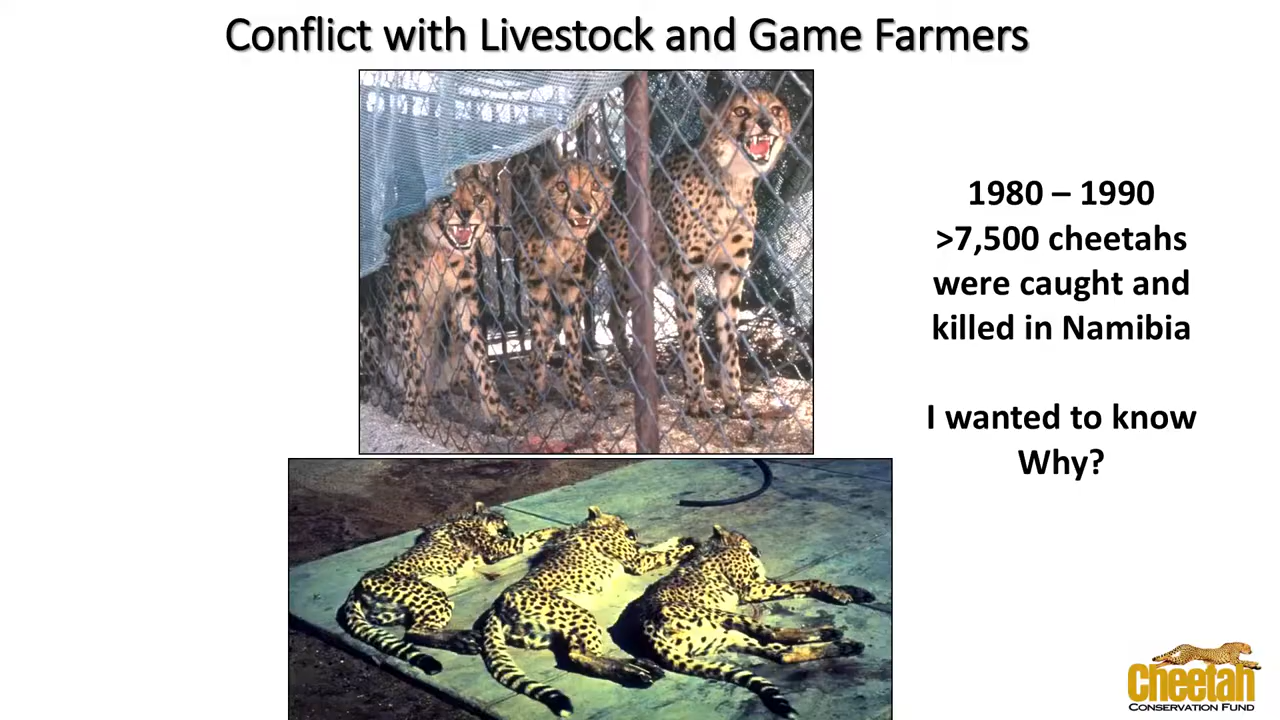 Conflict with Livestock and Game Farmers
1980 – 1990
>7,500 cheetahs
were caught and
killed in Namibia
I wanted to know
Why?
Cheetah
CONSERVATION FUND